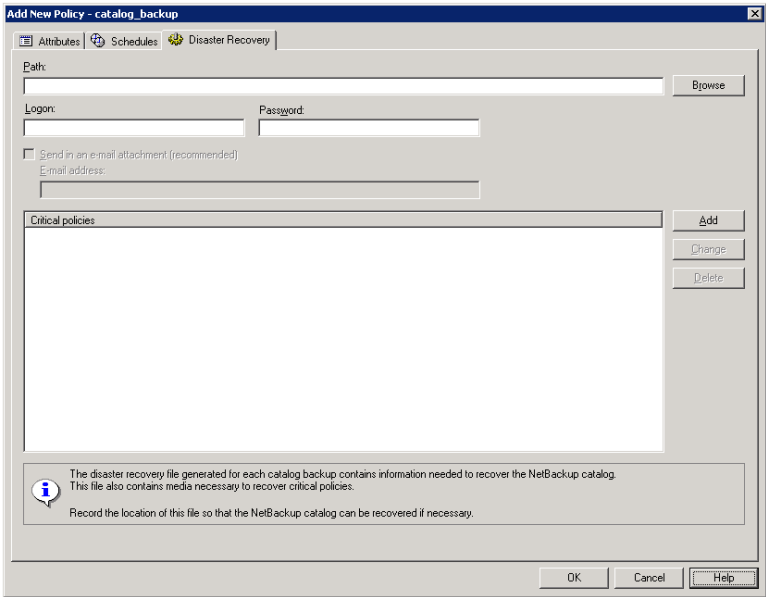 Add New Policy - catalog_backup
Attributes
Schedules
Disaster Recovery
Path:
Browse
Logon:
Password:
Send in an e-mail attachment (recommended)
E-mail address:
Critical policies
Add
Change
Delete
The disaster recovery file generated for each catalog backup contains information needed to recover the NetBackup catalog.
This file also contains media necessary to recover critical policies.
Record the location of this file so that the NetBackup catalog can be recovered if necessary.
OK
Cancel
Help